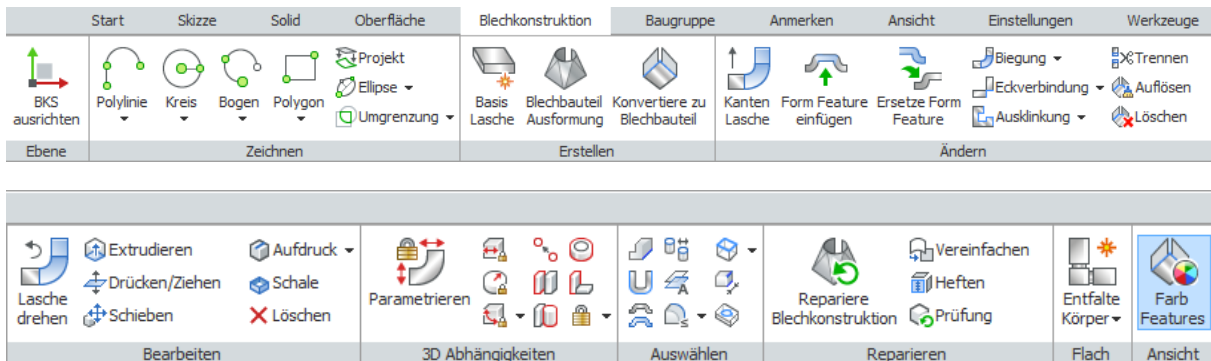 Start Skizze Solid Oberfläche Blechkonstruktion Baugruppe Anmerken Ansicht Einstellungen Werkzeuge
BKS
ausrichten
Polylinie
Kreis
Bogen
Polygon
Projekt
Ellipse
Umgrenzung
Basis
Lasche
Blechbauteil
Ausformung
Konvertiere zu
Blechbauteil
Kanten
Lasche
Form Feature
einfügen
Ersetze Form
Feature
Biegung
Eckverbindung
Ausklinkung
Trennen
Auflösen
Löschen
Ebene Zeichnen Erstellen Ändern
Lasche
drehen
Extrudieren
Drücken/Ziehen
Schieben
Aufdruck
Schale
Löschen
Parametrieren
Repariere
Blechkonstruktion
Vereinfachen
Heften
Prüfung
Entfalte
Körper
Farb
Features
Bearbeiten 3D Abhängigkeiten Auswählen Reparieren Flach Ansicht